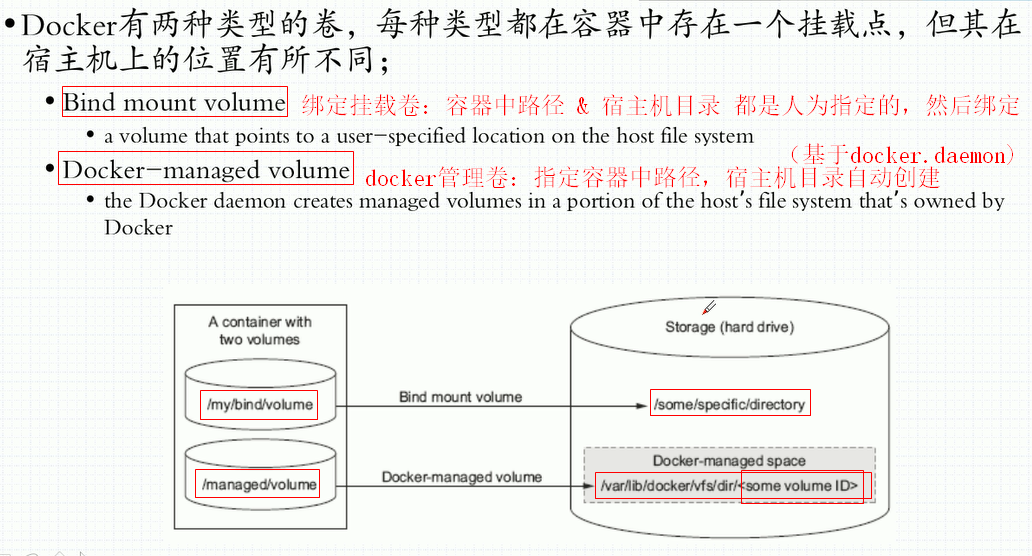 •Docker有两种类型的卷，每种类型都在容器中存在一个挂载点，但其在
宿主机上的位置有所不同；
• Bind mount volume 绑定挂载卷：容器中路径 & 宿主机目录 都是人为指定的，然后绑定
• a volume that points to a user-specified location on the host file system
（基于docker.daemon）
• Docker-managed volume docker管理卷：指定容器中路径，宿主机目录自动创建
• the Docker daemon creates managed volumes in a portion of the host's file system that's owned by
Docker
A container with
two volumes
Storage (hard drive)
/my/bind/volume
Bind mount volume
/some/specific/directory
Docker-managed space
/managed/volume
Docker-managed volume
/var/lib/docker/vfs/dir/<some volume ID>